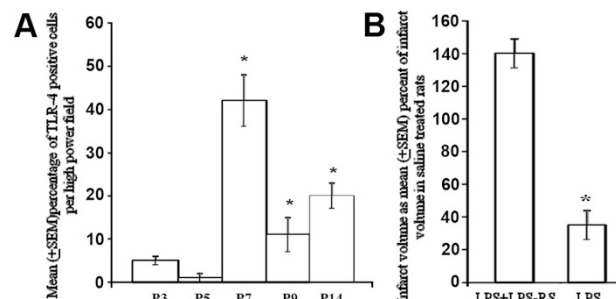 A
Mean (±SEM)percentage of TLR-4 positive cells
per high power field
60
50
40
30
20
10
0
*
*
*
P3 P5 P7 P9 P14
B
infarct volume as mean (±SEM) percent of infarct
volume in saline treated rats
160
140
120
100
80
60
40
20
0
*
LPS+LPS-RS LPS